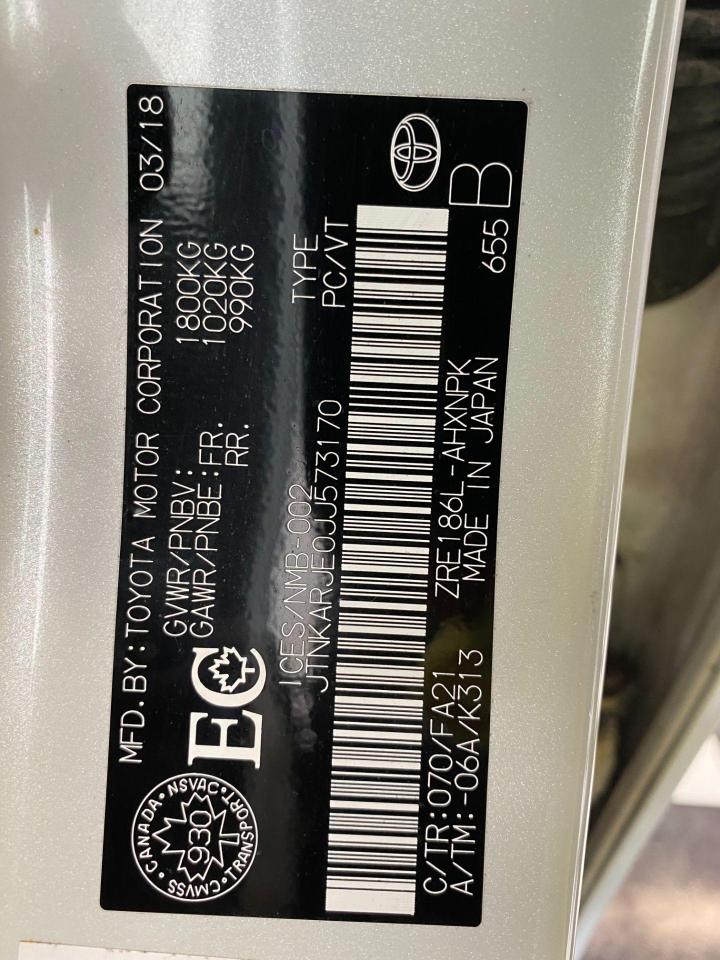 MFD. BY: TOYOTA MOTOR CORPORATION 03/18
GVWR/PNBV: 1800KG
GAWR/PNBE: FR. 1020KG
RR. 990KG
CANADA • NSVAC • TRANSPORT • CMVSS
930
EC
ICES/NMB-002 TYPE
JTNKARJE0JJ573170 PC/VT
C/TR:070/FA21 ZRE186L-AHXNPK
A/TM:-06A/K313 MADE IN JAPAN
655 B